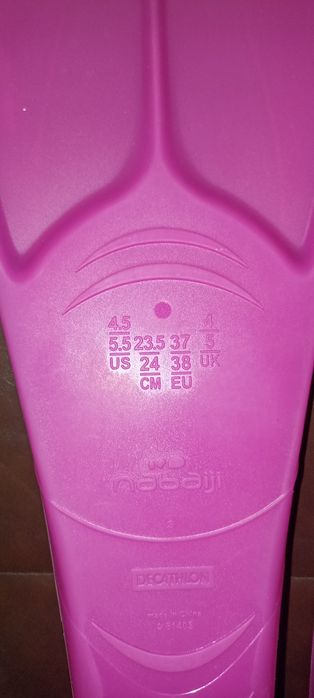 4.5 4
5.5 23.5 37 5
US 24 38 UK
CM EU
nabaiji
DECATHLON
made in China